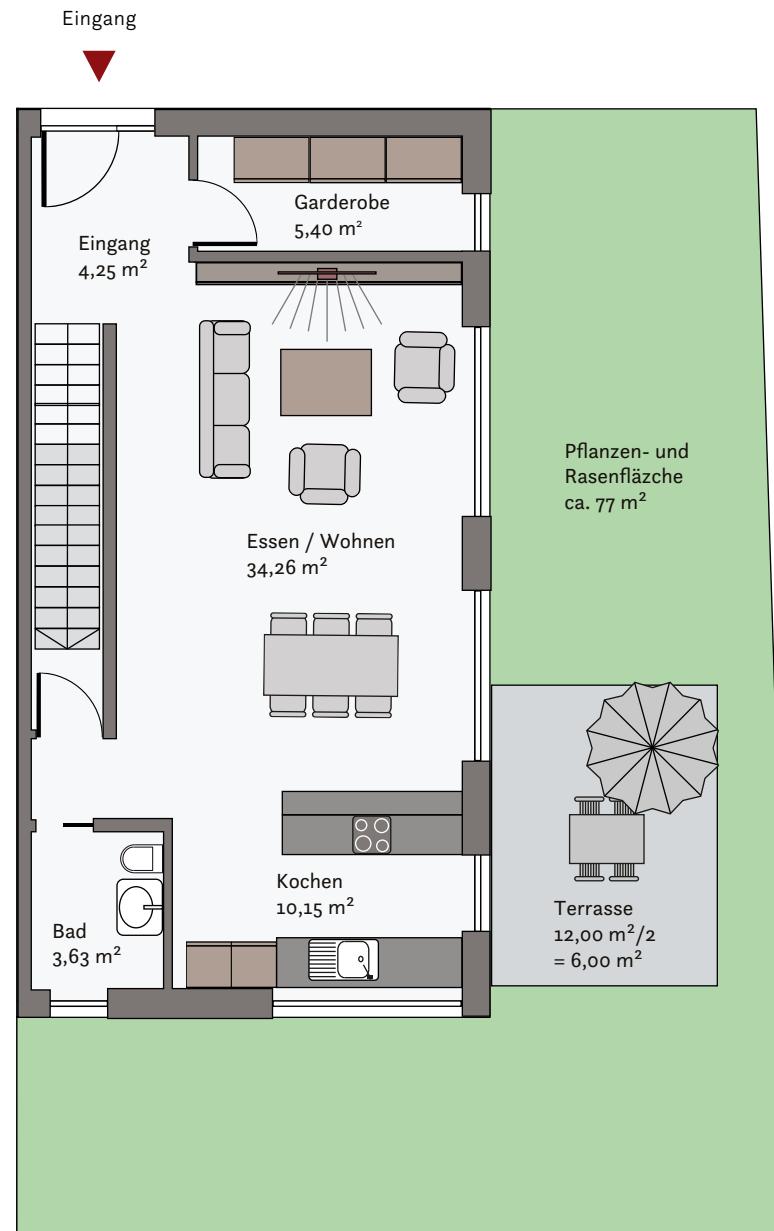 Eingang
Garderobe
5,40 m²
Eingang
4,25 m²
Pflanzen- und
Rasenfläzche
ca. 77 m²
Essen / Wohnen
34,26 m²
Kochen
10,15 m²
Bad
3,63 m²
Terrasse
12,00 m²/2
= 6,00 m²